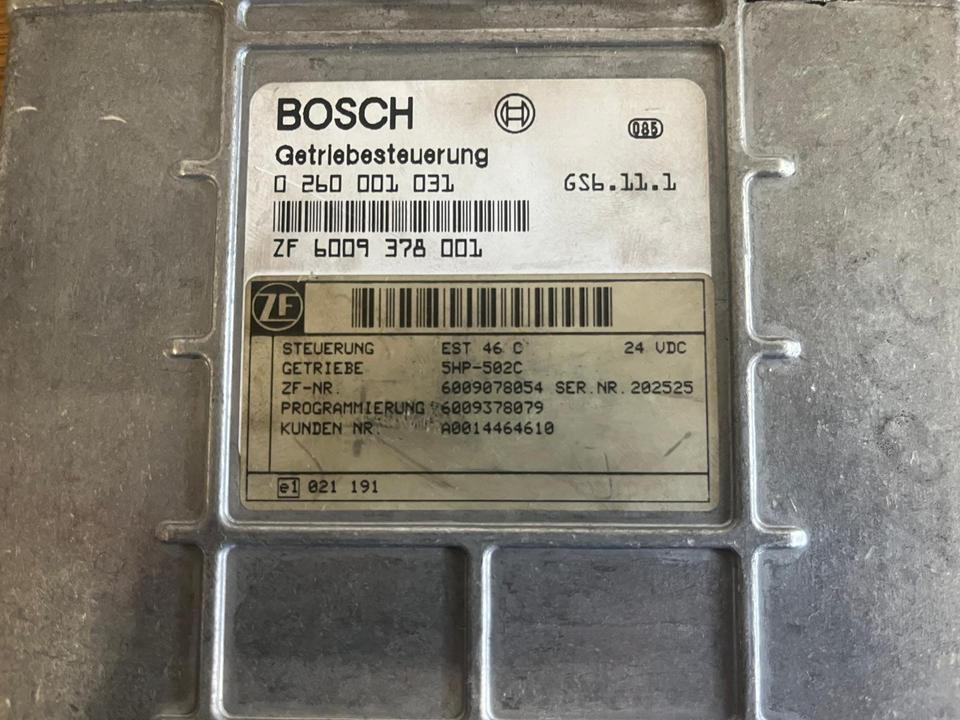 BOSCH
085
Getriebesteuerung
0 260 001 031 GS6.11.1
ZF 6009 378 001
ZF
STEUERUNG EST 46 C 24 VDC
GETRIEBE 5HP-502C
ZF-NR. 6009078054 SER.NR. 202525
PROGRAMMIERUNG 6009378079
KUNDEN NR. A0014464610
e1 021 191